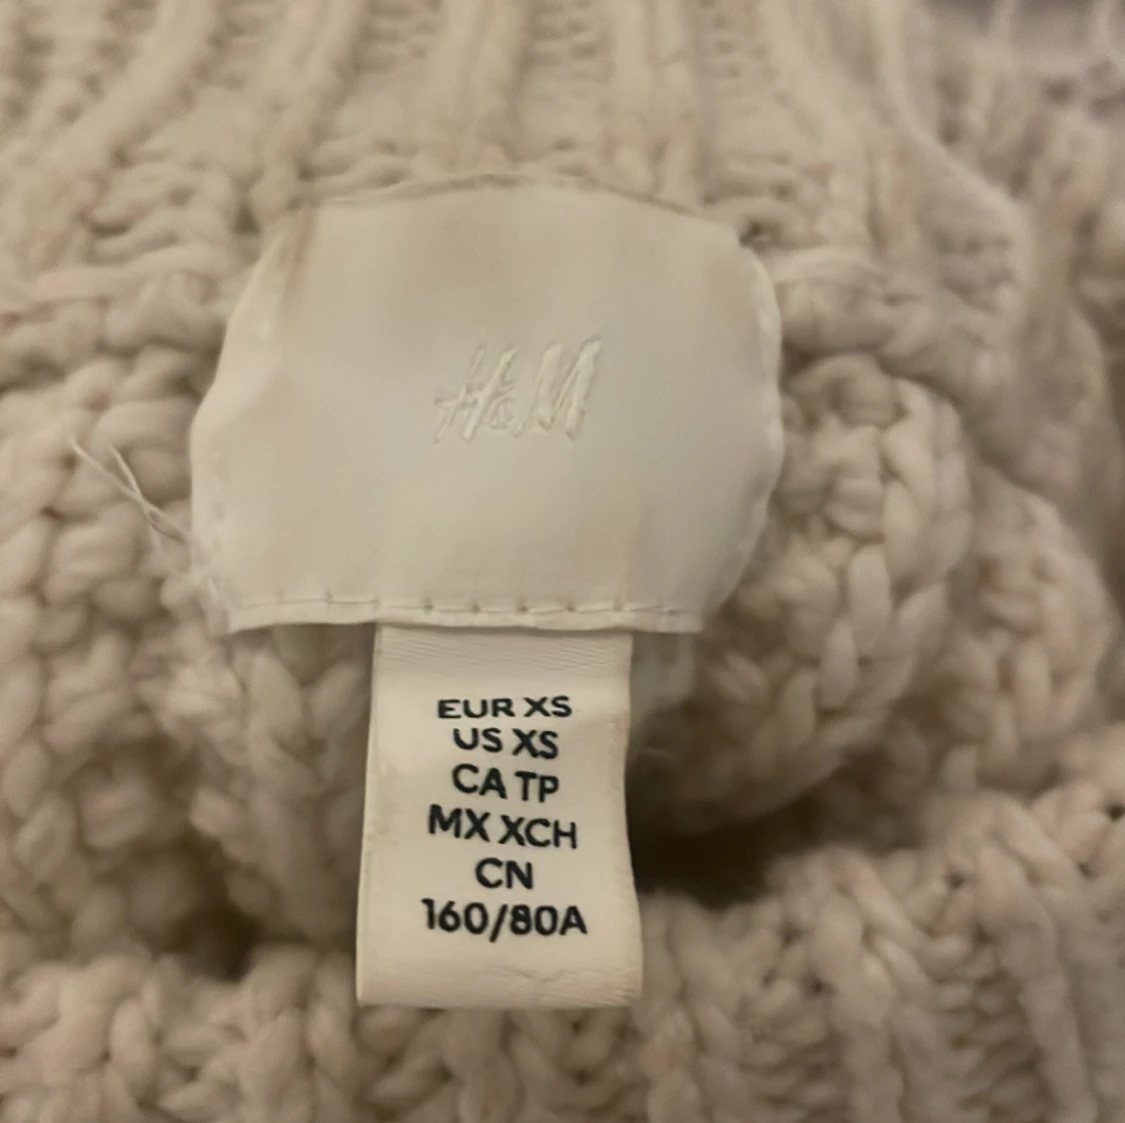 H&M
EUR XS
US XS
CA TP
MX XCH
CN
160/80A